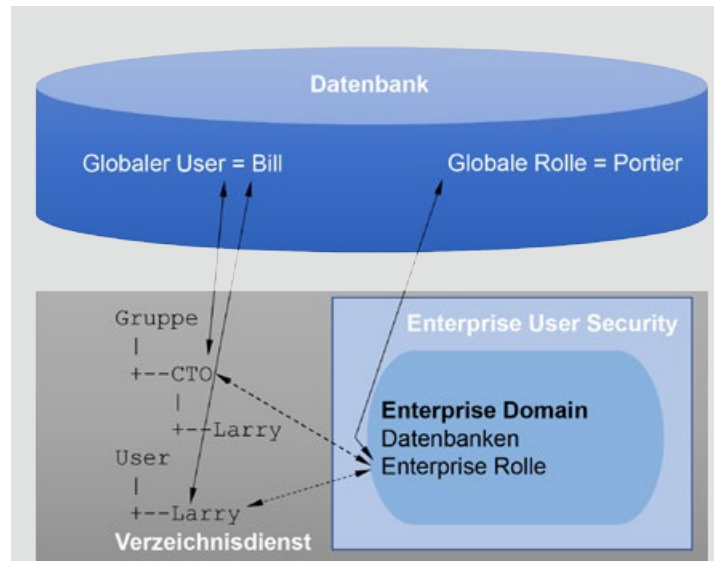 Datenbank
Globaler User = Bill
Globale Rolle = Portier
Gruppe
|
+--CTO
|
+--Larry
User
|
+--Larry
Verzeichnisdienst
Enterprise User Security
Enterprise Domain
Datenbanken
Enterprise Rolle